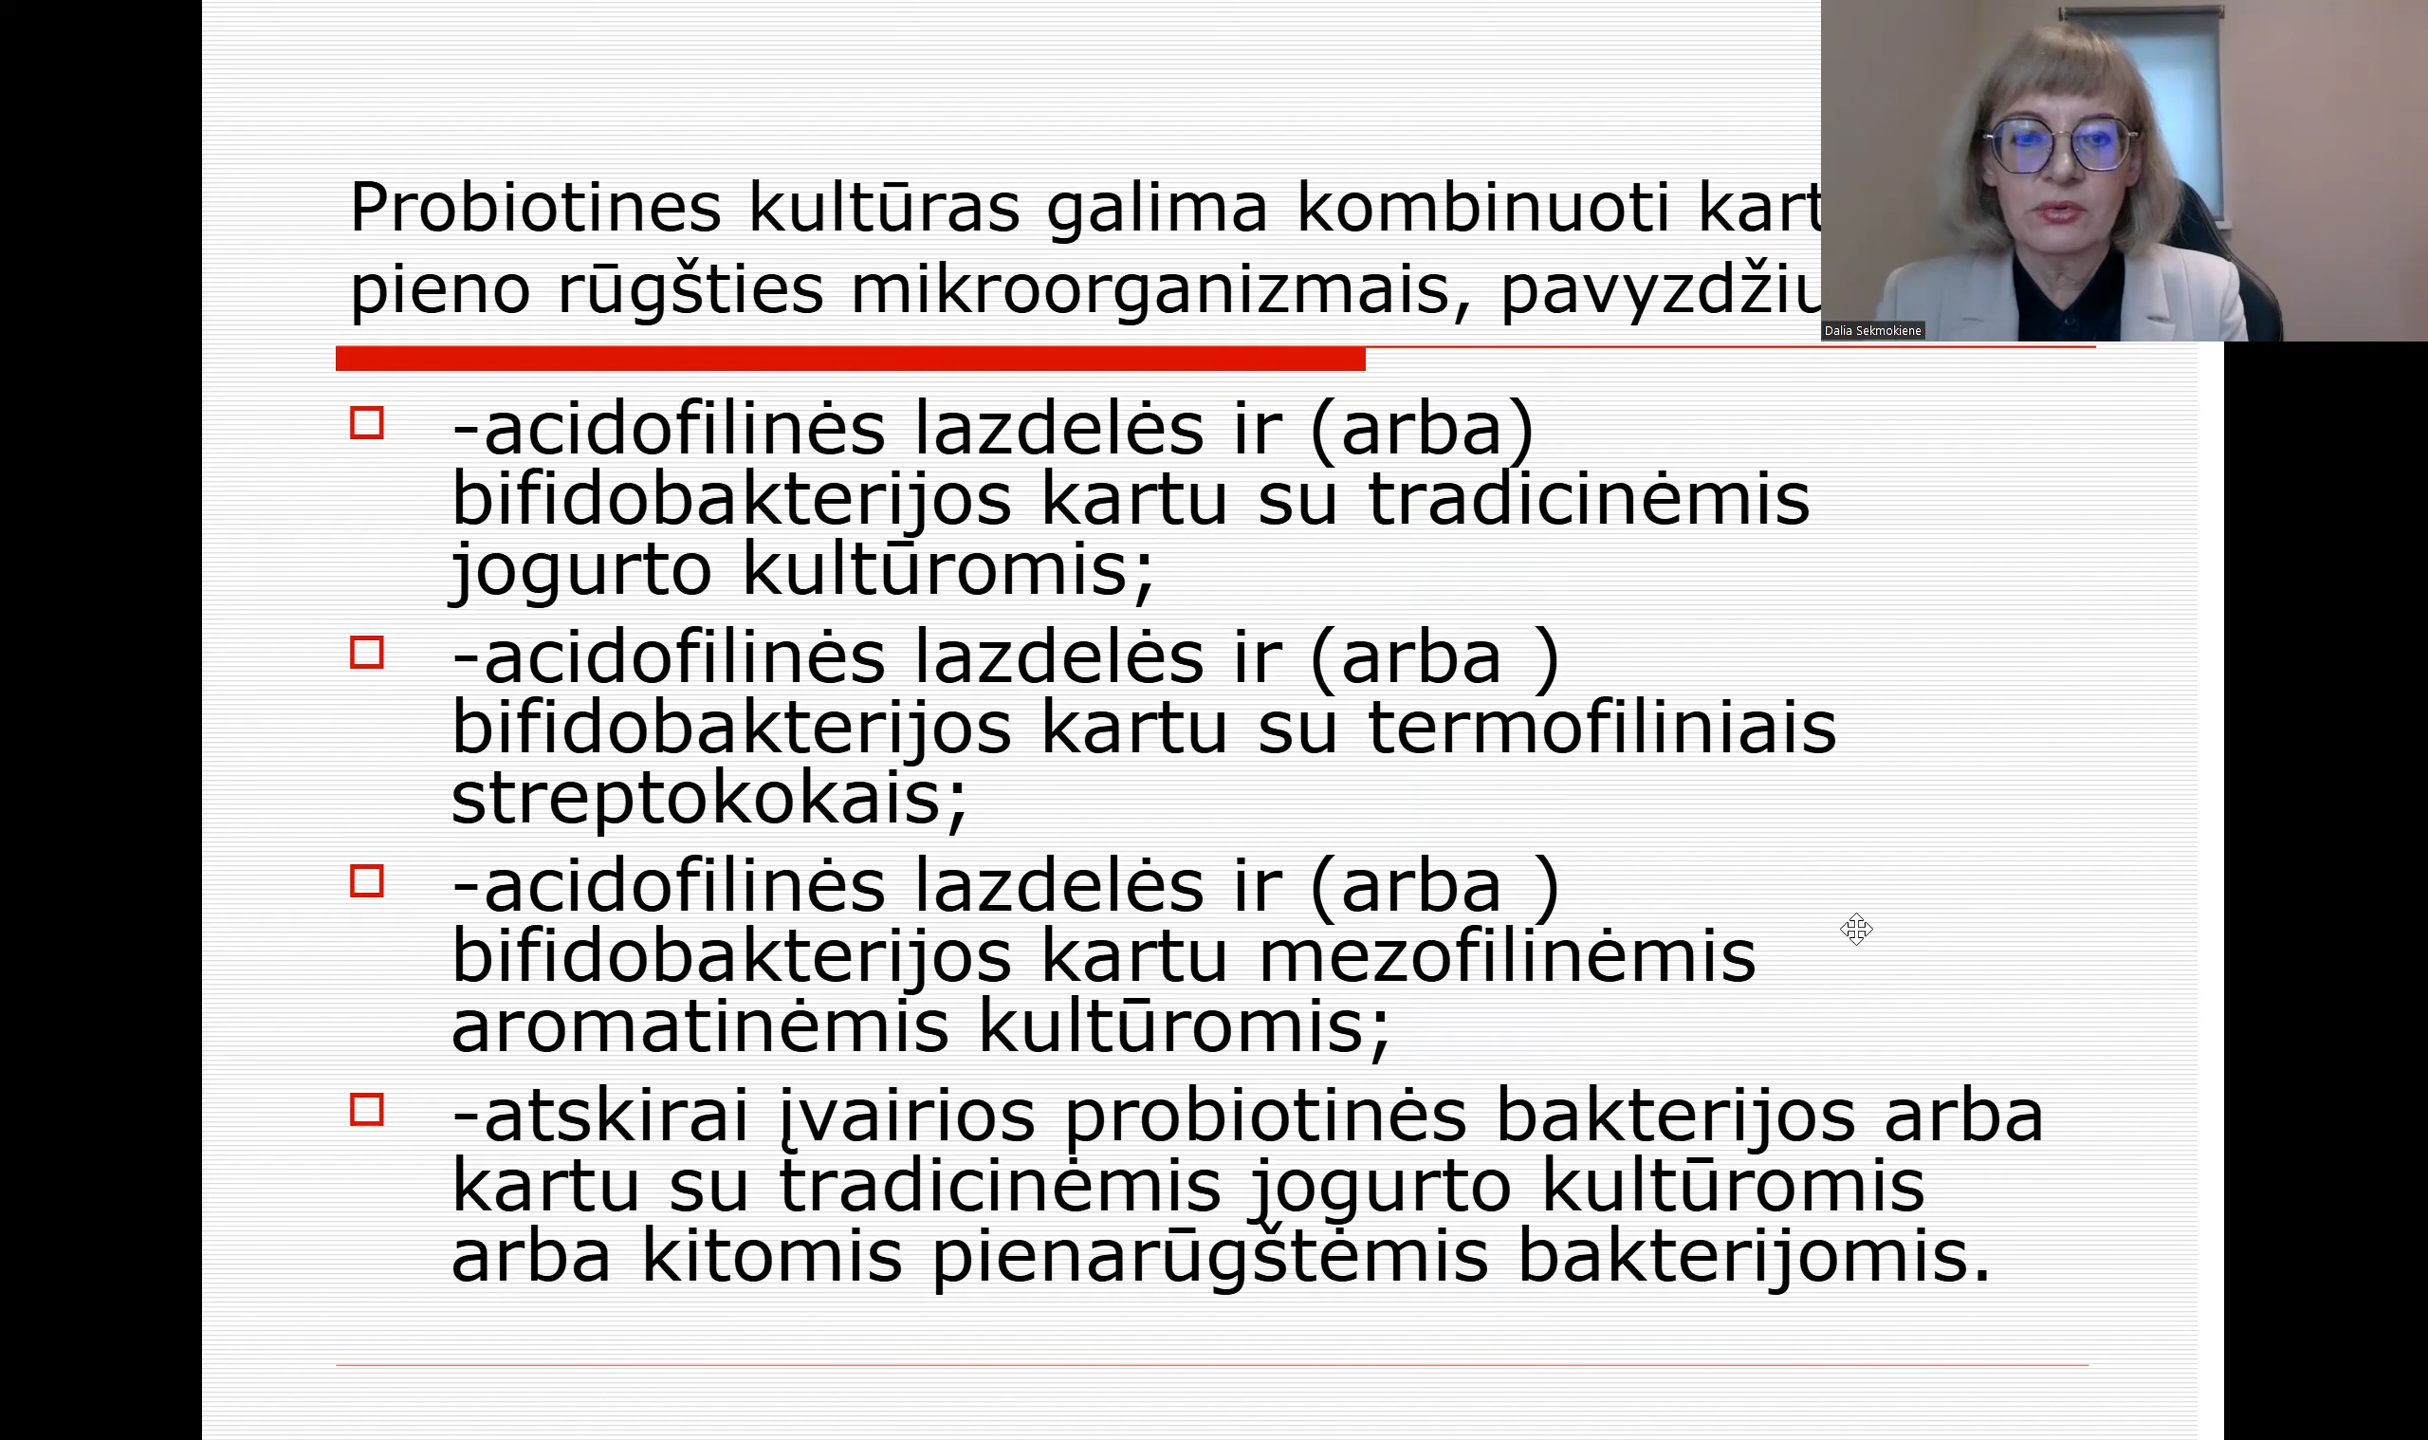 Probiotines kultūras galima kombinuoti
pieno rūgšties mikroorganizmais,
Dalia Sekmokiene
-acidofilinės lazdelės ir (arba)
bifidobakterijos kartu su tradicinėmis
jogurto kultūromis;
-acidofilinės lazdelės ir (arba )
bifidobakterijos kartu su termofiliniais
streptokokais;
-acidofilinės lazdelės ir (arba )
bifidobakterijos kartu mezofilinėmis
aromatinėmis kultūromis;
-atskirai įvairios probiotinės bakterijos arba
kartu su tradicinėmis jogurto kultūromis
arba kitomis pienarūgštėmis bakterijomis.